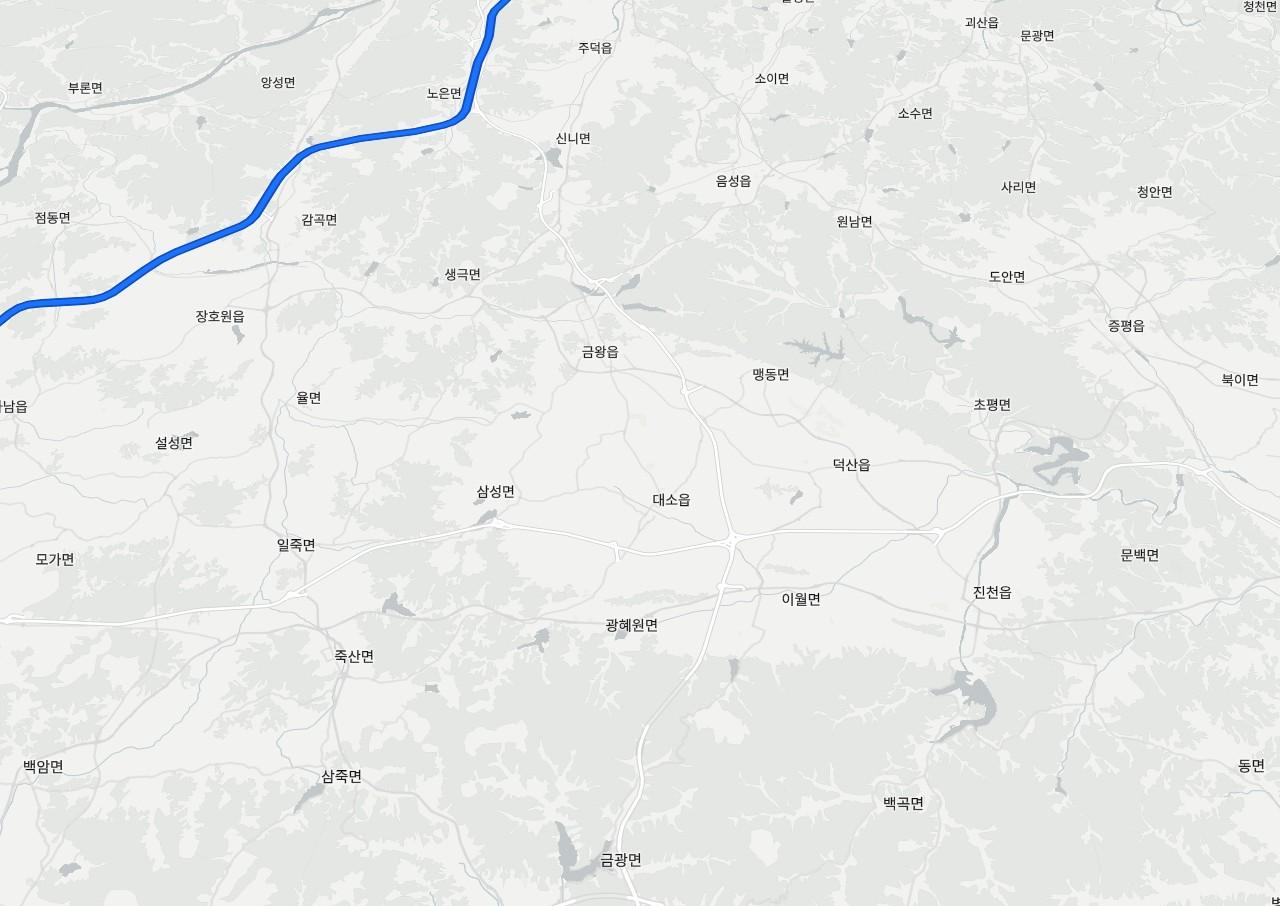 청천면
괴산읍
문광면
주덕읍
소이면
앙성면
부론면
노은면
소수면
신니면
음성읍
사리면
청안면
점동면
감곡면
원남면
생극면
도안면
장호원읍
증평읍
금왕읍
맹동면
북이면
율면
초평면
설성면
덕산읍
삼성면
대소읍
일죽면
문백면
모가면
진천읍
이월면
광혜원면
죽산면
백암면
삼죽면
동면
백곡면
금광면